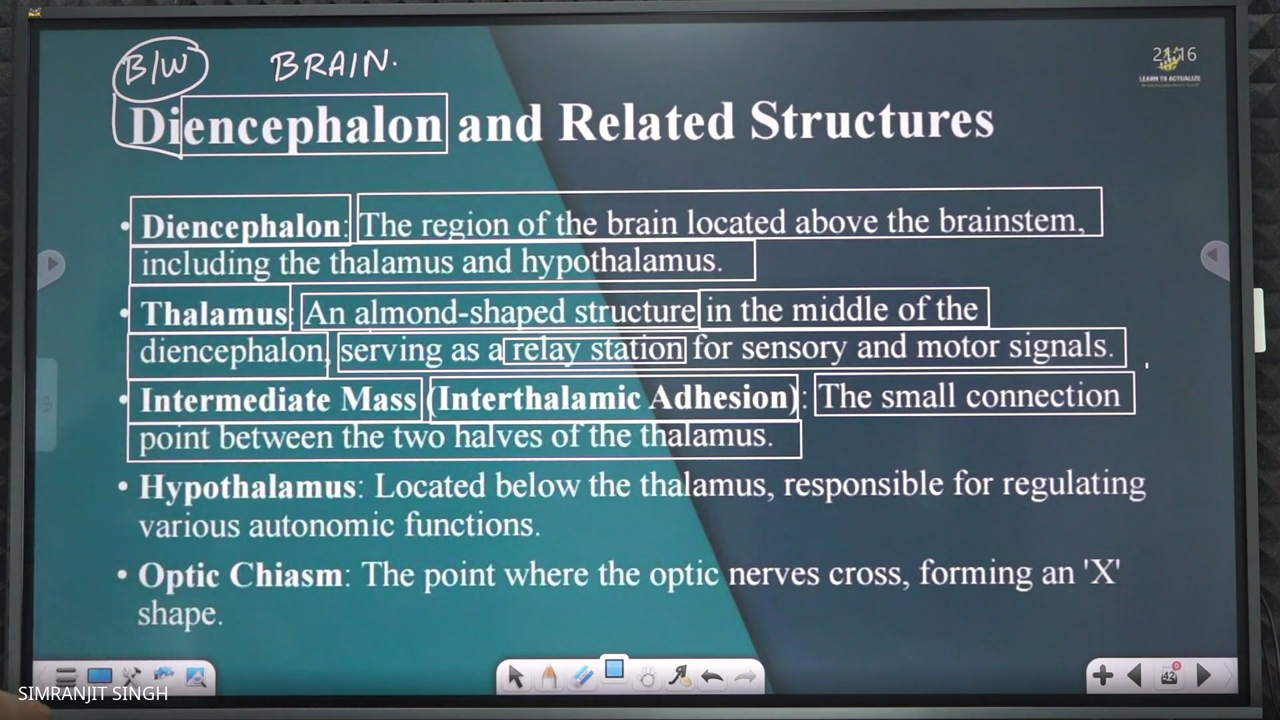 B/W BRAIN.
21:16
LEARN TO ACTUALIZE
Diencephalon and Related Structures
• Diencephalon: The region of the brain located above the brainstem,
including the thalamus and hypothalamus.
• Thalamus: An almond-shaped structure in the middle of the
diencephalon, serving as a relay station for sensory and motor signals.
• Intermediate Mass (Interthalamic Adhesion): The small connection
point between the two halves of the thalamus.
• Hypothalamus: Located below the thalamus, responsible for regulating
various autonomic functions.
• Optic Chiasm: The point where the optic nerves cross, forming an 'X'
shape.
42
SIMRANJIT SINGH